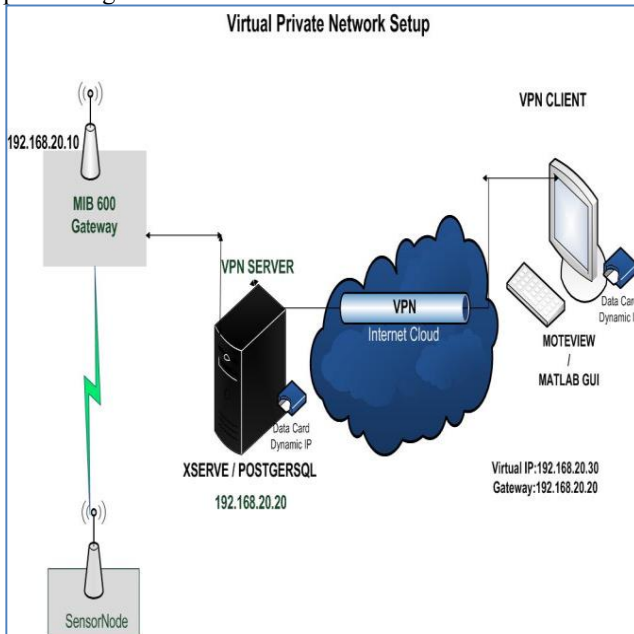 Virtual Private Network Setup
VPN CLIENT
192.168.20.10
MIB 600
Gateway
VPN SERVER
VPN
Internet Cloud
Data Card
Dynamic I
MOTEVIEW
/
MATLAB GUI
Data Card
Dynamic IP
XSERVE / POSTGERSQL
192.168.20.20
Virtual IP:192.168.20.30
Gateway:192.168.20.20
SensorNode